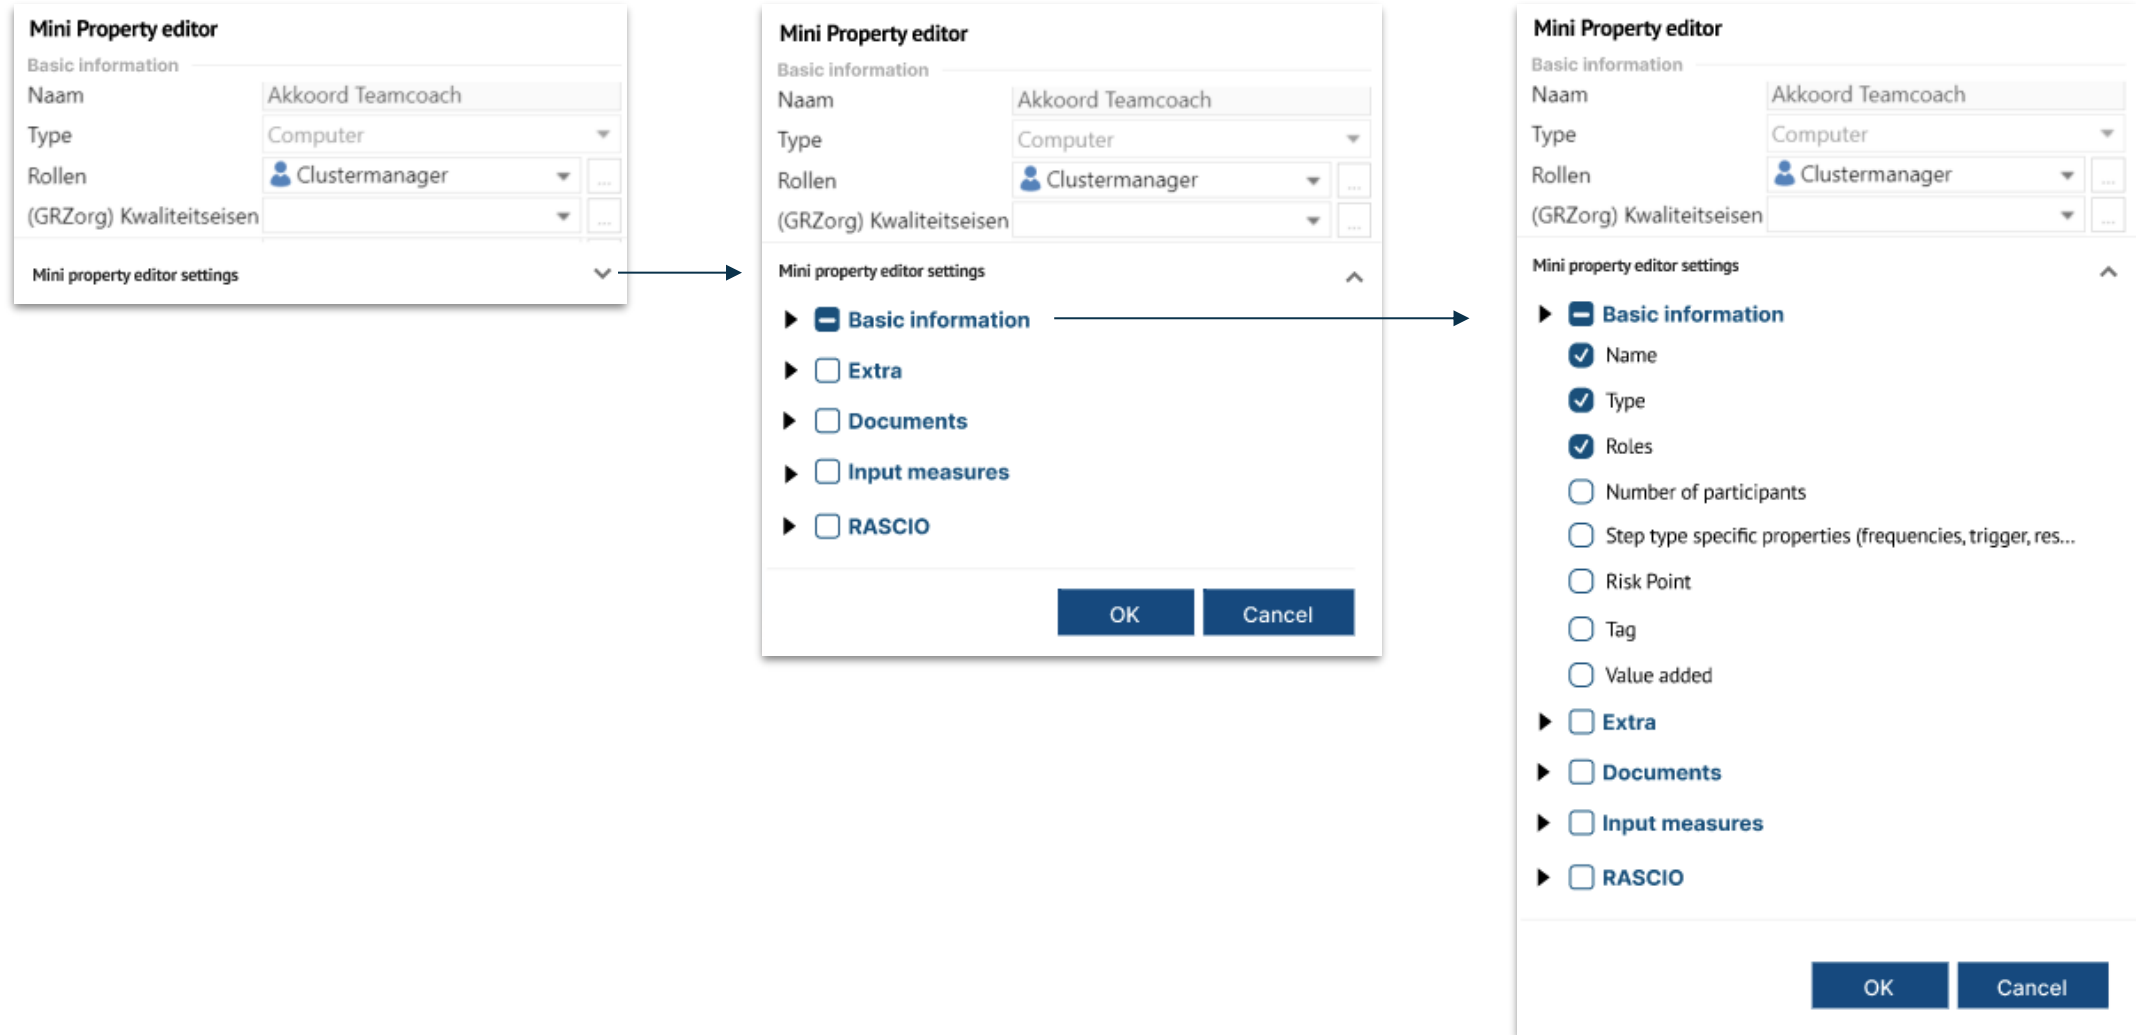 Mini Property editor
Basic information
Naam Akkoord Teamcoach
Type Computer
Rollen Clustermanager ...
(GRZorg) Kwaliteitseisen ...
Mini property editor settings
Mini Property editor
Basic information
Naam Akkoord Teamcoach
Type Computer
Rollen Clustermanager ...
(GRZorg) Kwaliteitseisen ...
Mini property editor settings
Basic information
Extra
Documents
Input measures
RASCIO
OK Cancel
Mini Property editor
Basic information
Naam Akkoord Teamcoach
Type Computer
Rollen Clustermanager ...
(GRZorg) Kwaliteitseisen ...
Mini property editor settings
Basic information
Name
Type
Roles
Number of participants
Step type specific properties (frequencies, trigger, res...
Risk Point
Tag
Value added
Extra
Documents
Input measures
RASCIO
OK Cancel